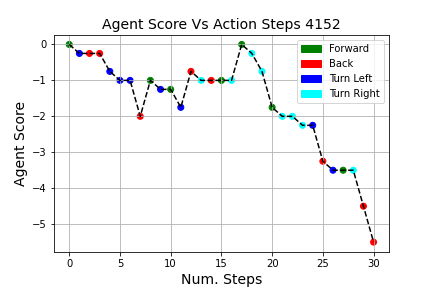 Agent Score Vs Action Steps 4152
Forward
Back
Turn Left
Turn Right
Agent Score
0
−1
−2
−3
−4
−5
0 5 10 15 20 25 30
Num. Steps